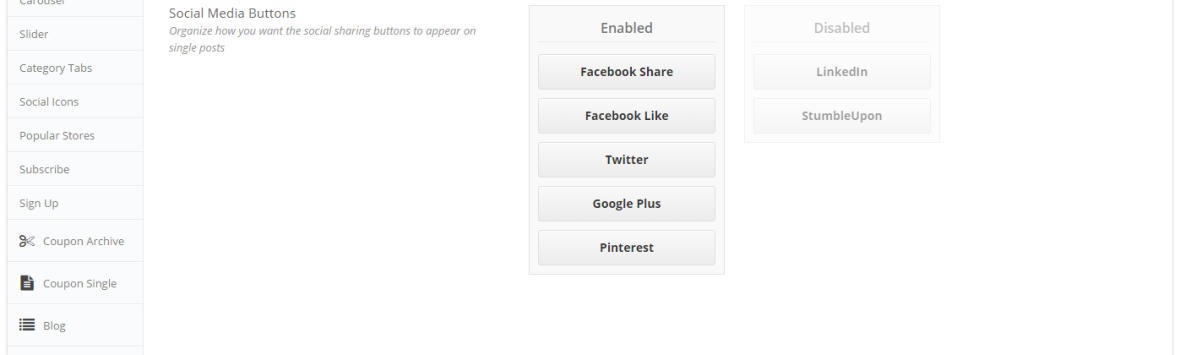 Carousel
Slider
Category Tabs
Social Icons
Popular Stores
Subscribe
Sign Up
Coupon Archive
Coupon Single
Blog
Social Media Buttons
Organize how you want the social sharing buttons to appear on
single posts
Enabled
Facebook Share
Facebook Like
Twitter
Google Plus
Pinterest
Disabled
LinkedIn
StumbleUpon